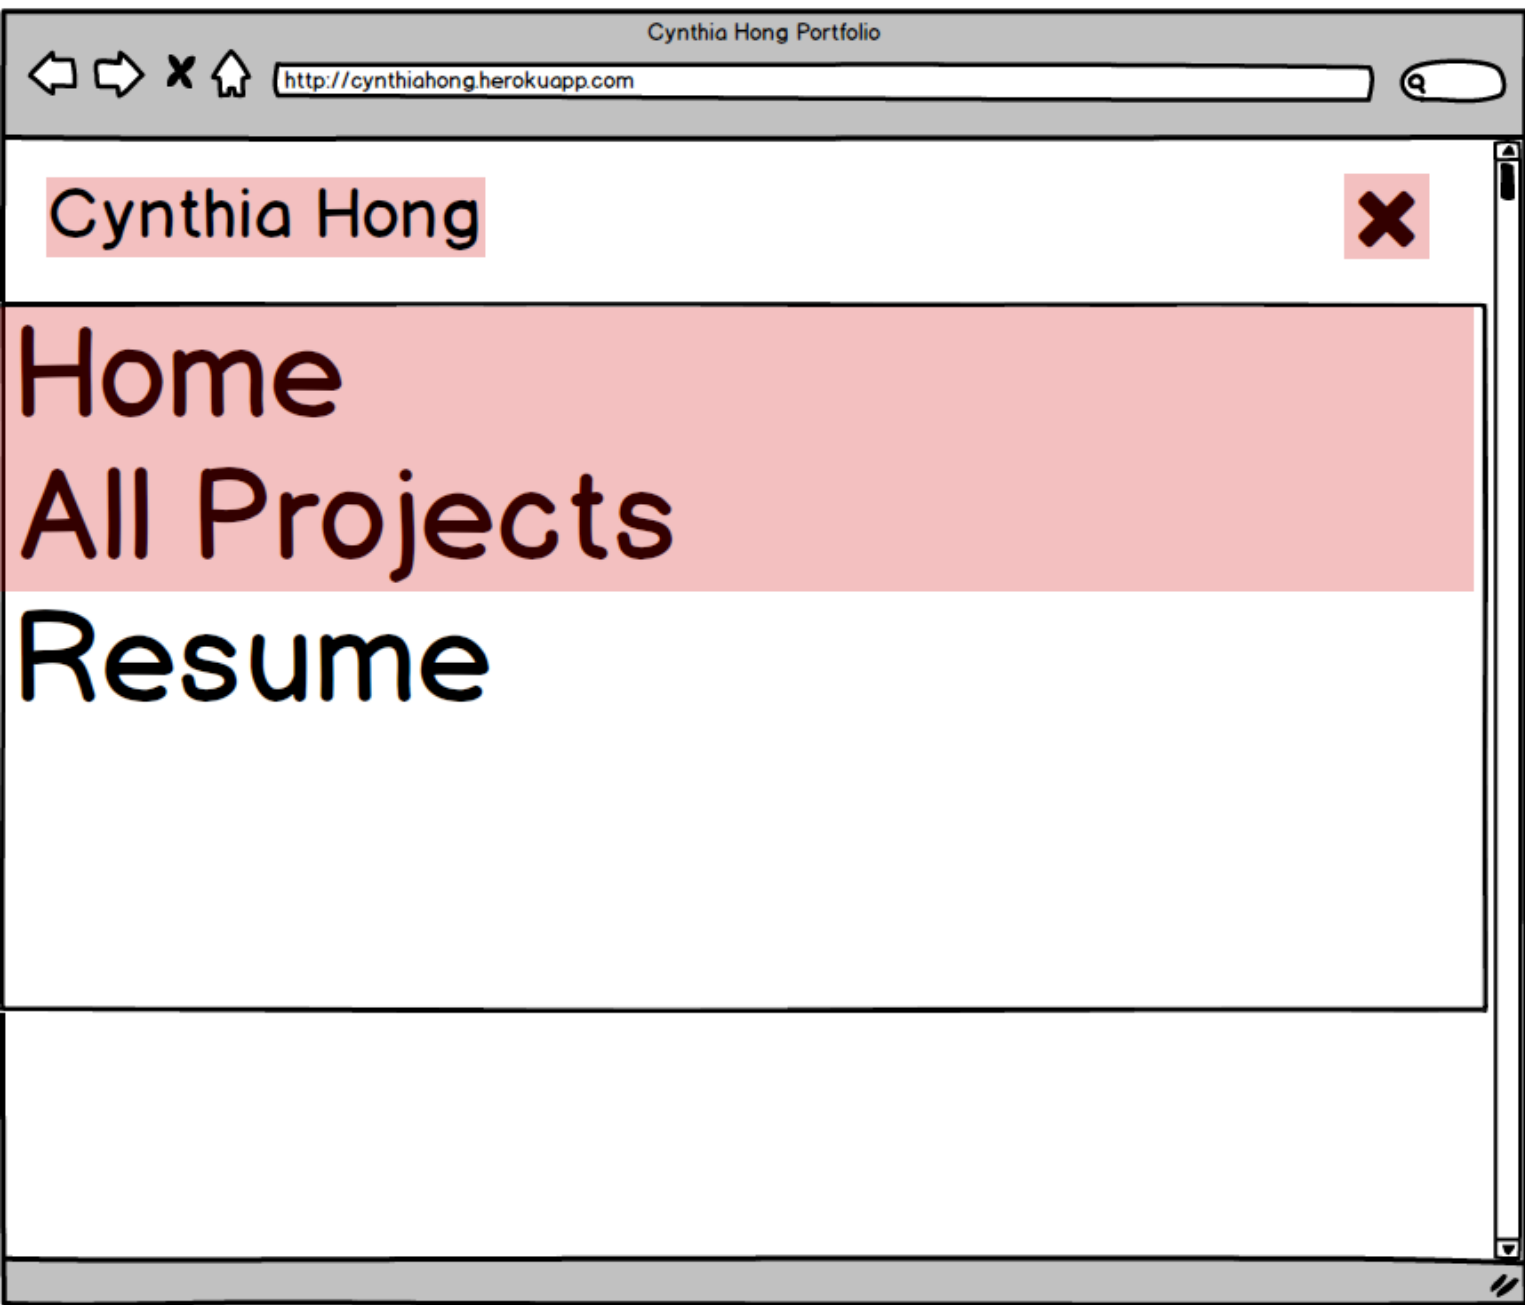 Cynthia Hong Portfolio
http://cynthiahong.herokuapp.com
Cynthia Hong
Home
All Projects
Resume